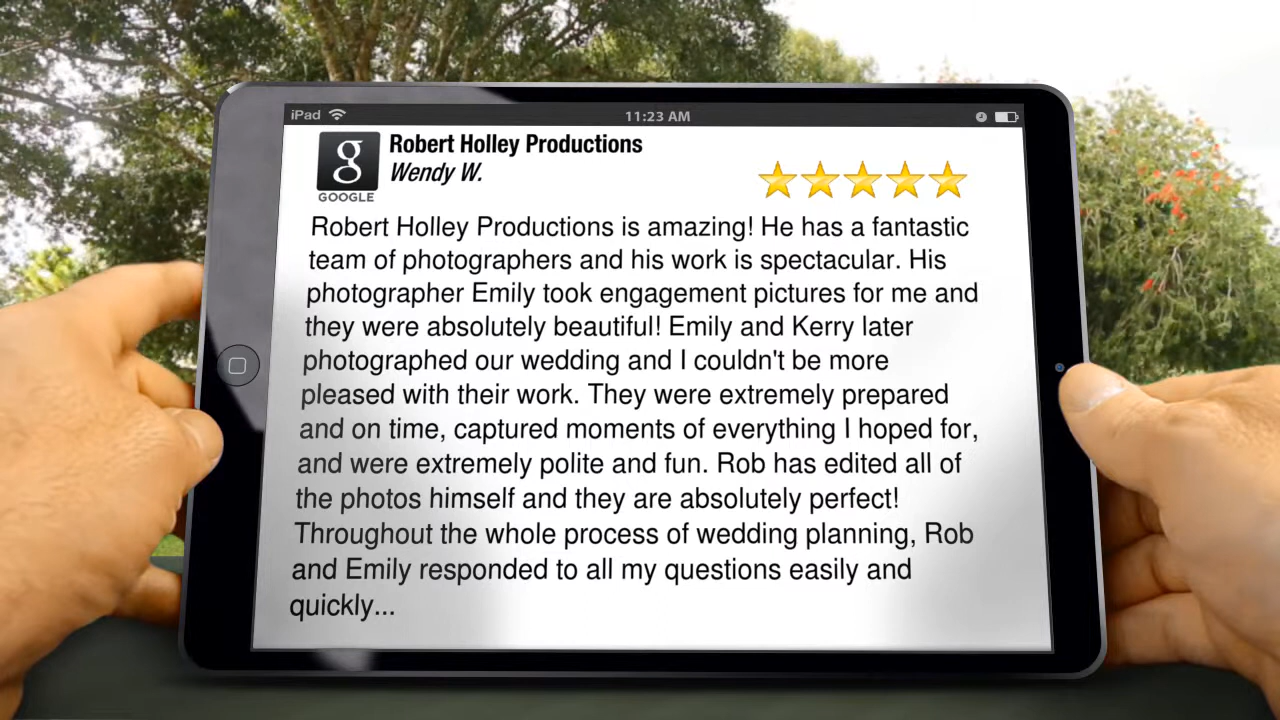 iPad 11:23 AM
Robert Holley Productions
Wendy W.
g
GOOGLE
Robert Holley Productions is amazing! He has a fantastic
team of photographers and his work is spectacular. His
photographer Emily took engagement pictures for me and
they were absolutely beautiful! Emily and Kerry later
photographed our wedding and I couldn't be more
pleased with their work. They were extremely prepared
and on time, captured moments of everything I hoped for,
and were extremely polite and fun. Rob has edited all of
the photos himself and they are absolutely perfect!
Throughout the whole process of wedding planning, Rob
and Emily responded to all my questions easily and
quickly...